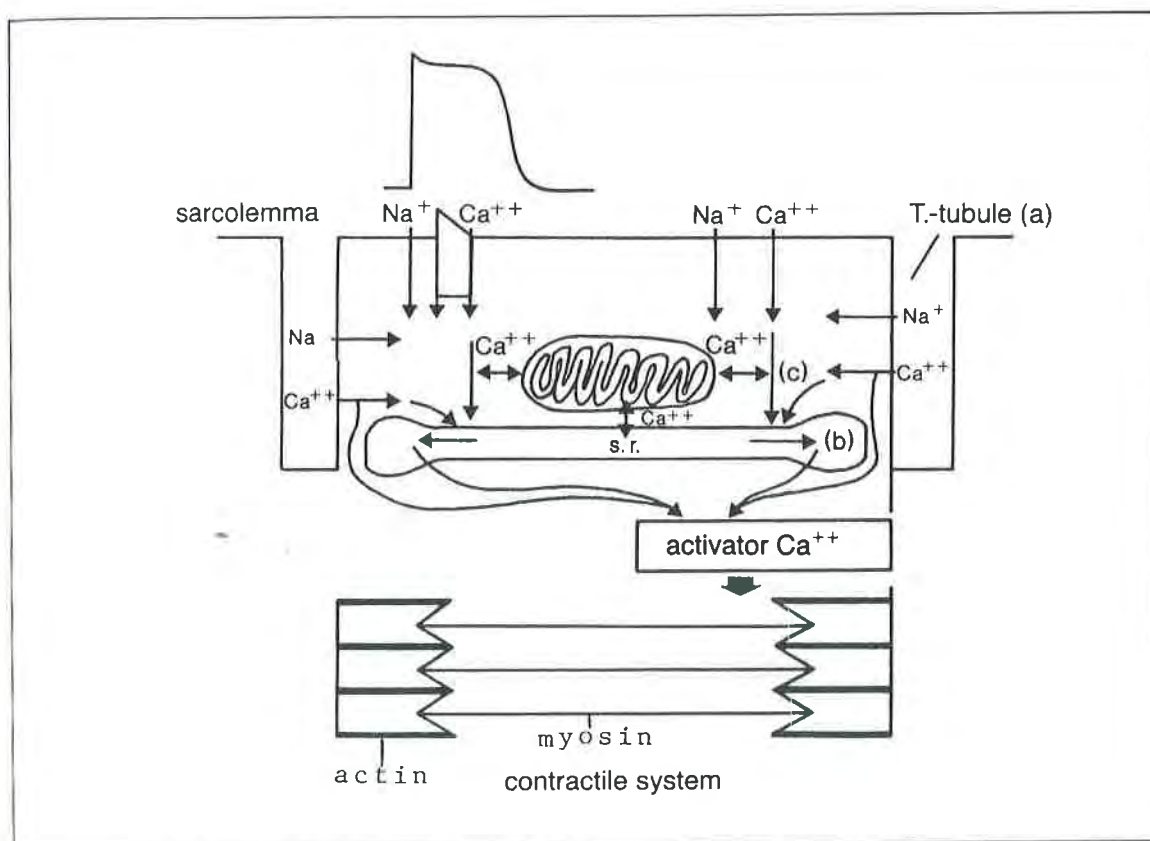 sarcolemma
Na++ Ca++
Na+ Ca++
T.-tubule (a)
Na
Na+
Ca++
Ca++
(c)
Ca++
Ca++
Ca++
s.r.
(b)
activator Ca++
myosin
actin
contractile system